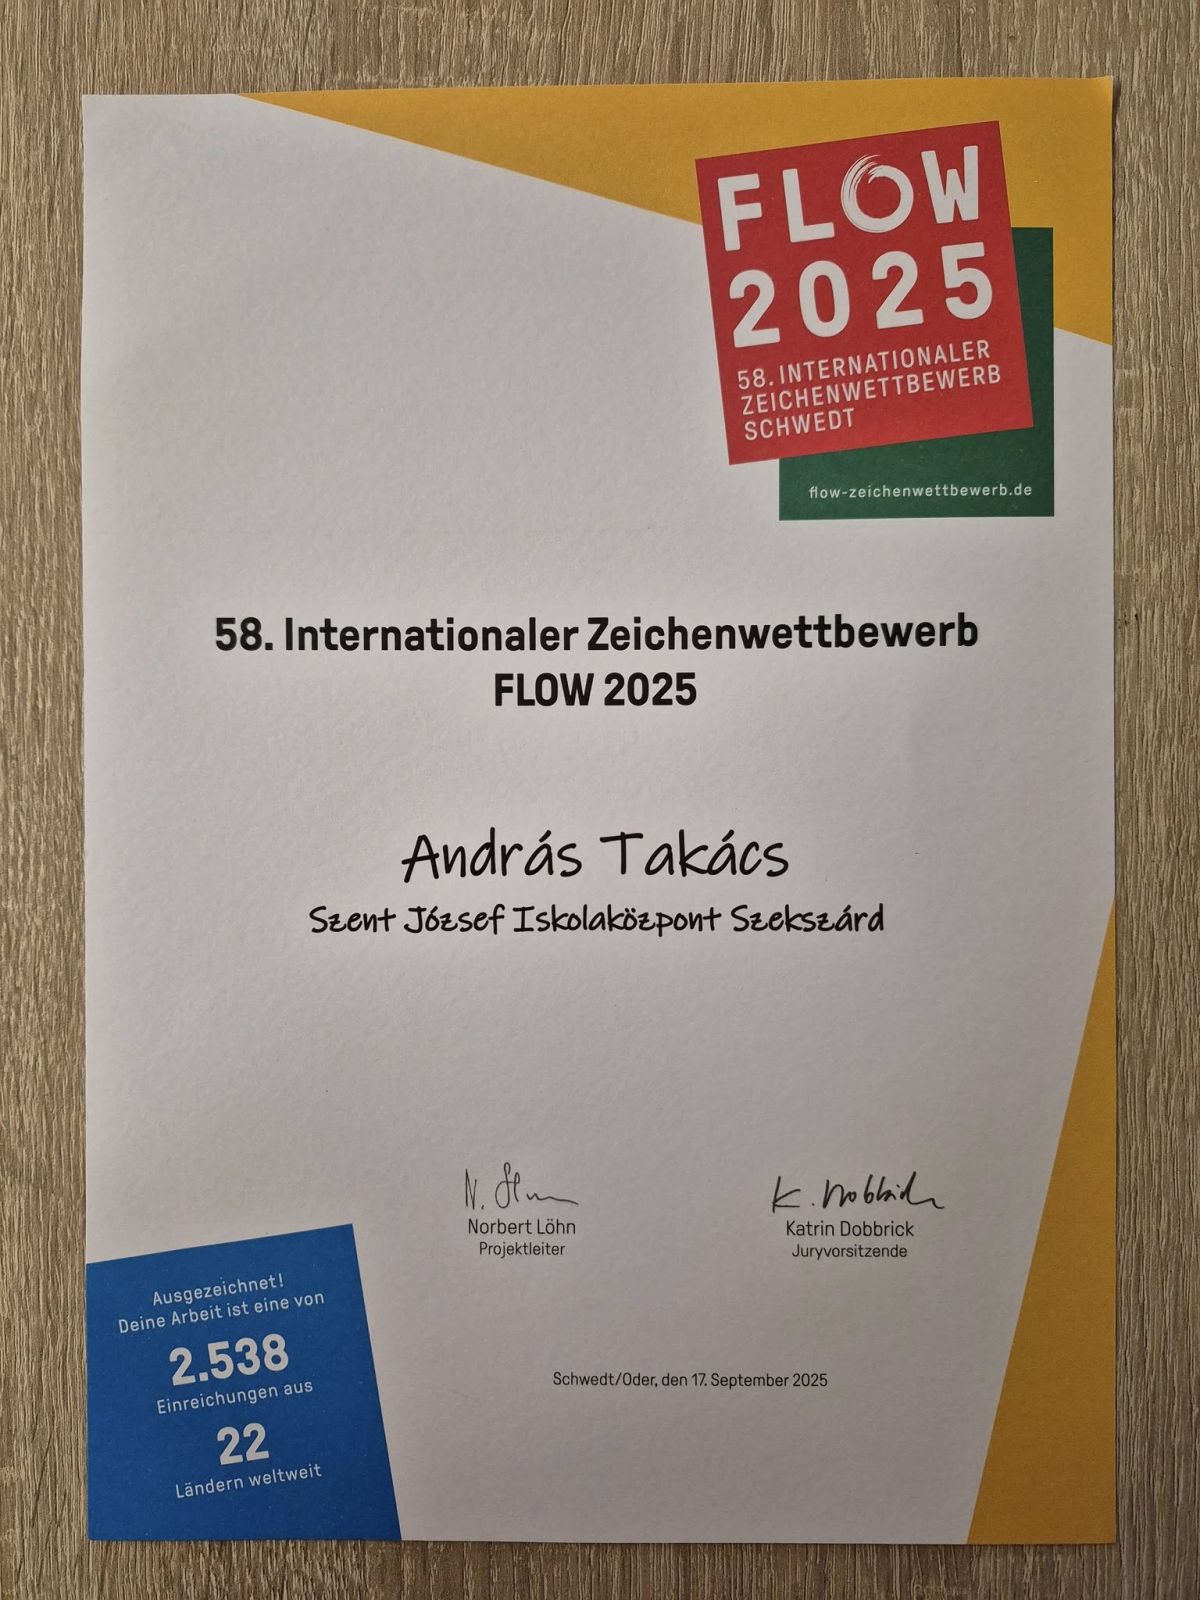 FLOW
2025
58. INTERNATIONALER
ZEICHENWETTBEWERB
SCHWEDT
flow-zeichenwettbewerb.de
58. Internationaler Zeichenwettbewerb
FLOW 2025
András Takács
Szent József Iskolaközpont Szekszárd
N. Löhn
Norbert Löhn
Projektleiter
K. Dobbrick
Katrin Dobbrick
Juryvorsitzende
Ausgezeichnet!
Deine Arbeit ist eine von
2.538
Einreichungen aus
22
Ländern weltweit
Schwedt/Oder, den 17. September 2025